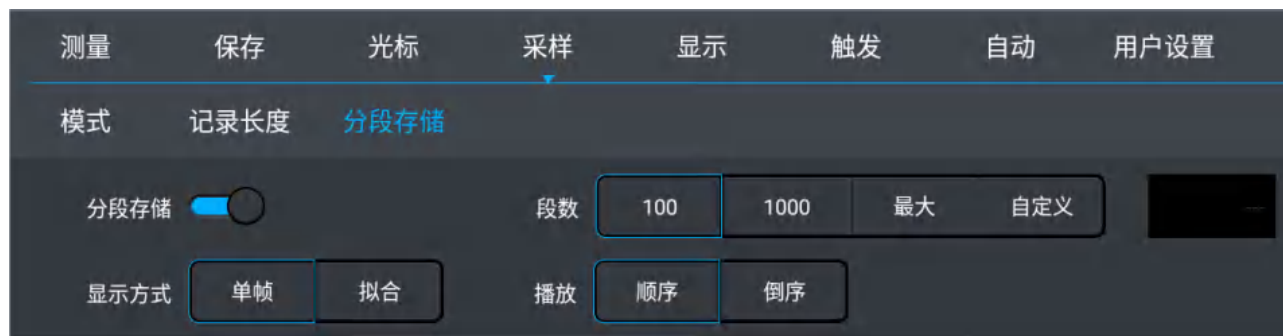 测量 保存 光标 采样 显示 触发 自动 用户设置
模式 记录长度 分段存储
分段存储 段数 100 1000 最大 自定义
显示方式 单帧 拟合 播放 顺序 倒序